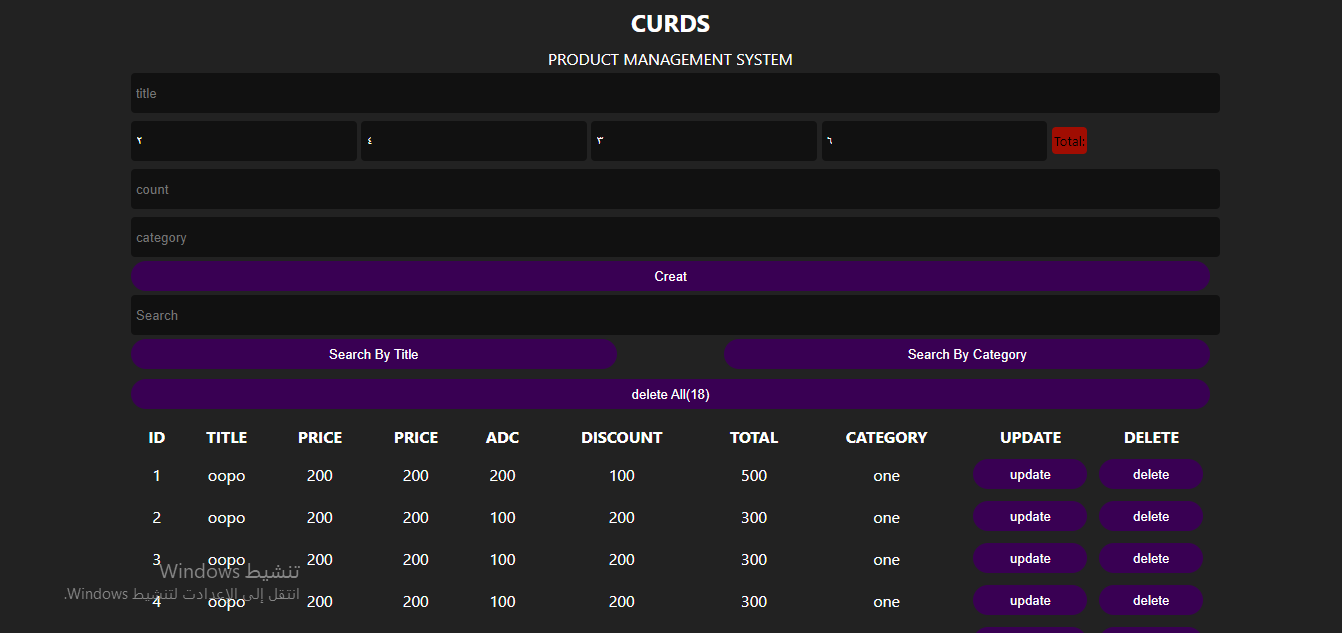 CURDS
PRODUCT MANAGEMENT SYSTEM
title
٢ ٤ ٣ ٦ Total:
count
category
Creat
Search
Search By Title Search By Category
delete All(18)
ID TITLE PRICE PRICE ADC DISCOUNT TOTAL CATEGORY UPDATE DELETE
1 oopo 200 200 200 100 500 one update delete
2 oopo 200 200 100 200 300 one update delete
3 oopo 200 200 100 200 300 one update delete
تنشيط Windows
انتقل إلى الإعدادت لتنشيط Windows.
4 oopo 200 200 100 200 300 one update delete